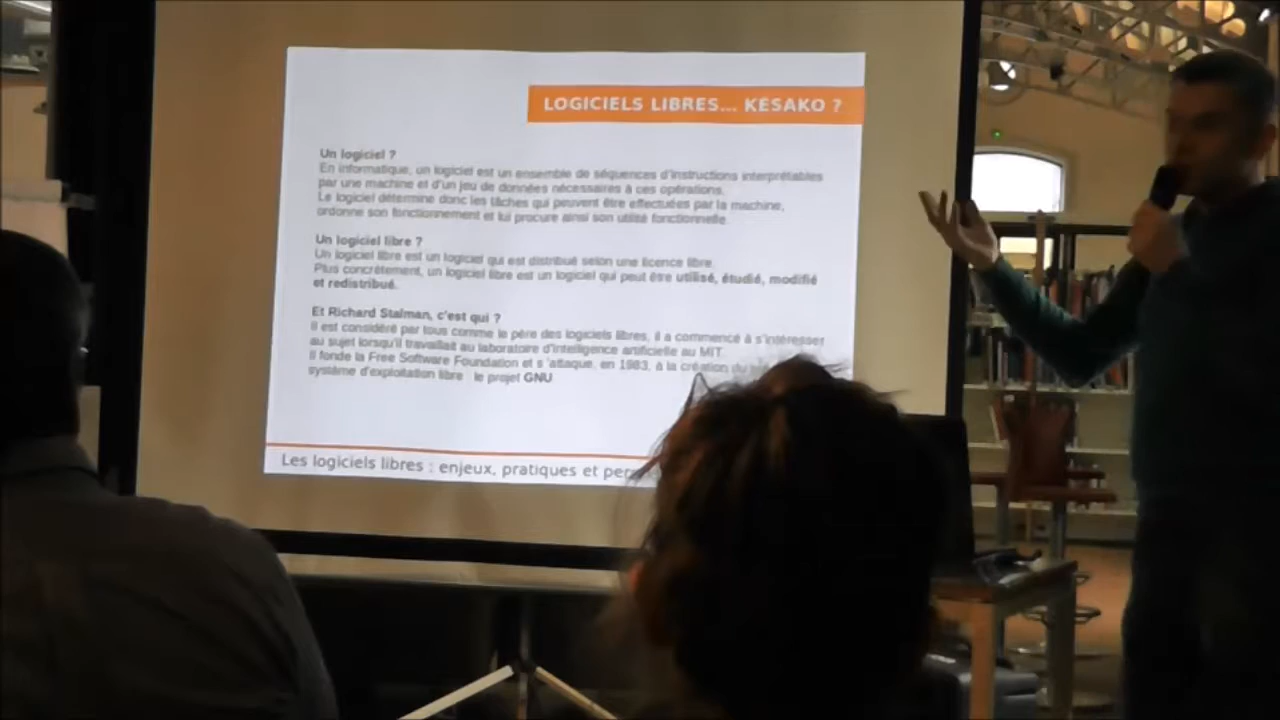 LOGICIELS LIBRES... KÉSAKO ?
Un logiciel ?
En informatique, un logiciel est un ensemble de séquences d'instructions interprétables
par une machine et d'un jeu de données nécessaires à ces opérations.
Le logiciel détermine donc les tâches qui peuvent être effectuées par la machine,
ordonne son fonctionnement et lui procure ainsi son utilité fonctionnelle.
Un logiciel libre ?
Un logiciel libre est un logiciel qui est distribué selon une licence libre.
Plus concrètement, un logiciel libre est un logiciel qui peut être utilisé, étudié, modifié
et redistribué.
Et Richard Stalman, c'est qui ?
Il est considéré par tous comme le père des logiciels libres, il a commencé à s'intéresser
au sujet lorsqu'il travaillait au laboratoire d'intelligence artificielle au MIT.
Il fonde la Free Software Foundation et s 'attaque, en 1983, à la création du
système d'exploitation libre : le projet GNU
Les logiciels libres : enjeux, pratiques et